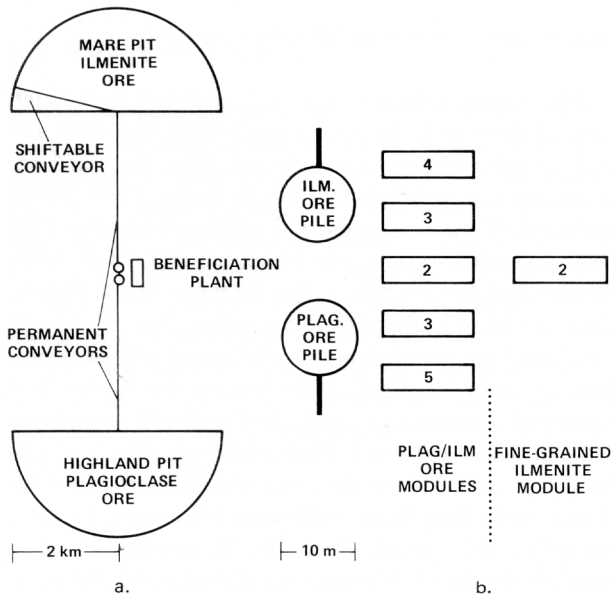 MARE PIT
ILMENITE
ORE
SHIFTABLE
CONVEYOR
BENEFICIATION
PLANT
PERMANENT
CONVEYORS
HIGHLAND PIT
PLAGIOCLASE
ORE
2 km
a.
ILM.
ORE
PILE
PLAG.
ORE
PILE
4
3
2
3
5
2
PLAG/ILM
ORE
MODULES
FINE-GRAINED
ILMENITE
MODULE
10 m
b.